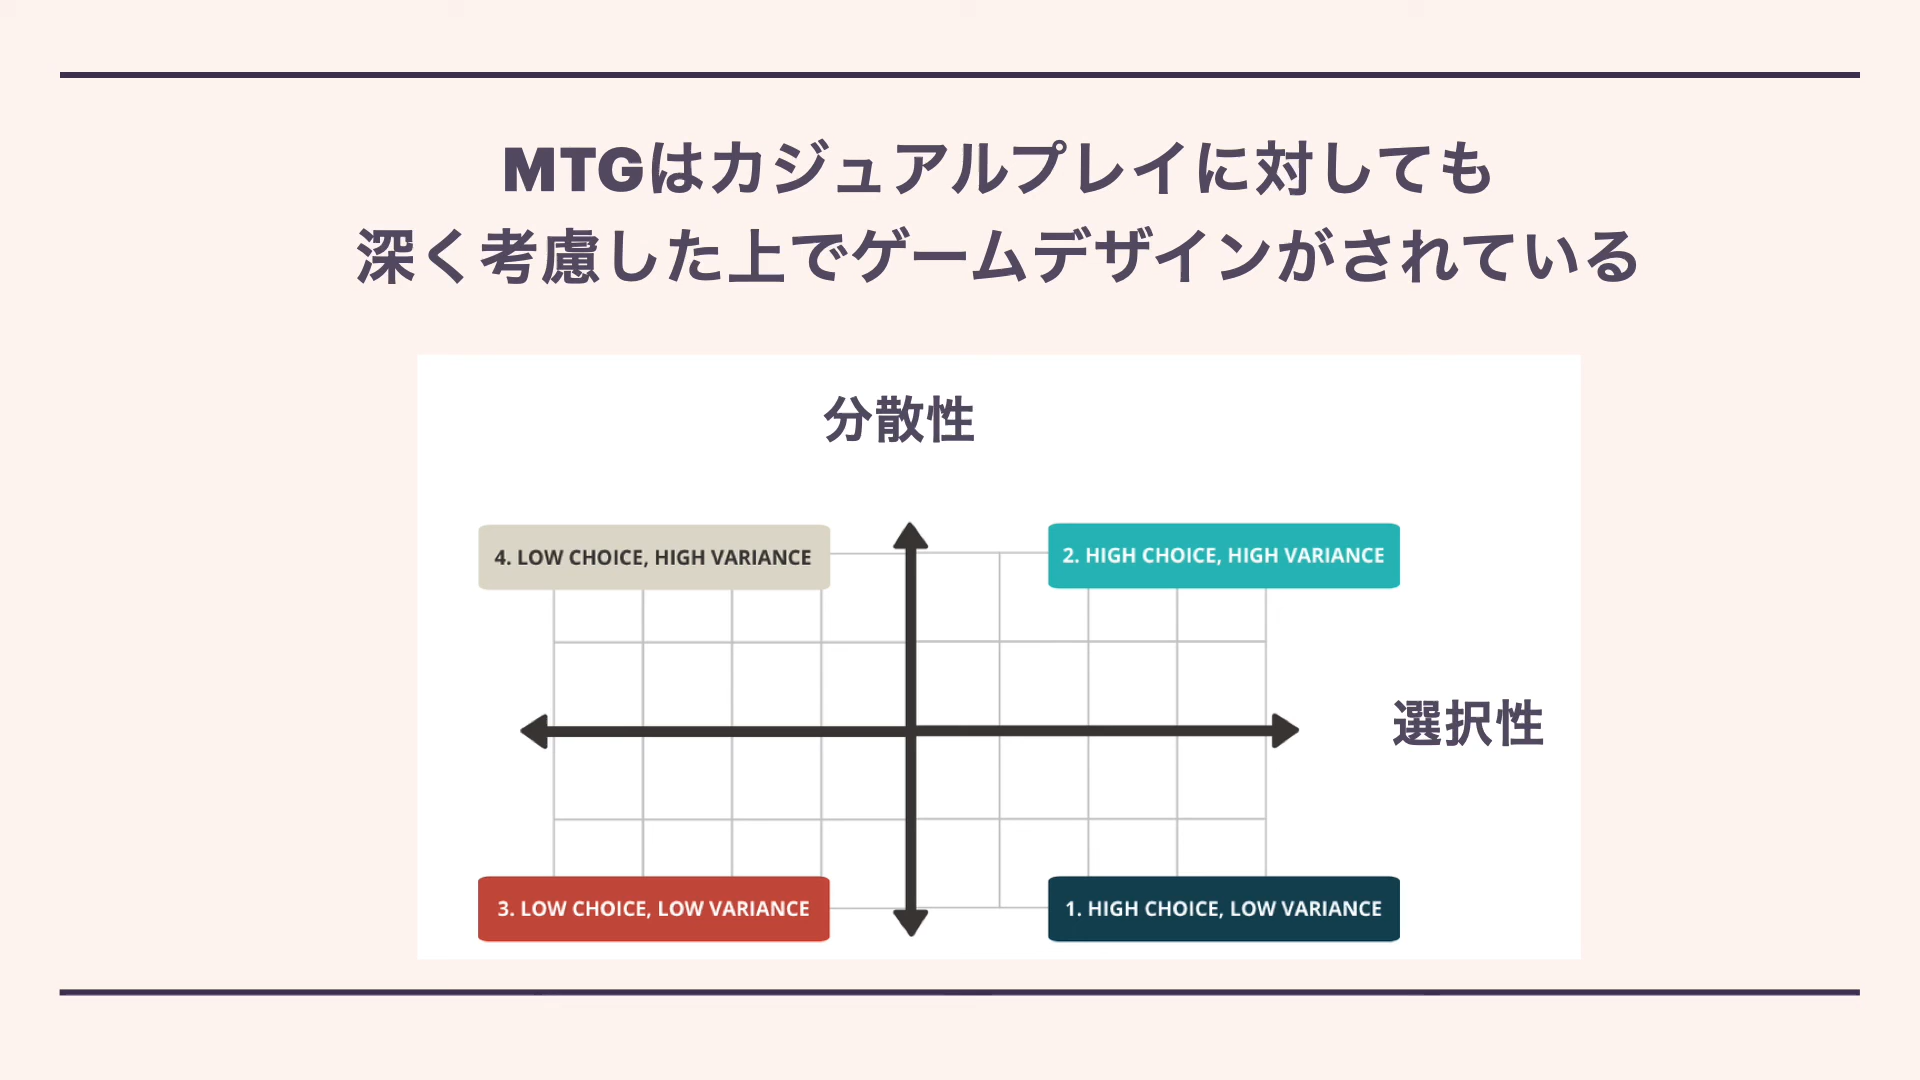 MTGはカジュアルプレイに対しても
深く考慮した上でゲームデザインがされている
分散性
4. LOW CHOICE, HIGH VARIANCE
2. HIGH CHOICE, HIGH VARIANCE
選択性
3. LOW CHOICE, LOW VARIANCE
1. HIGH CHOICE, LOW VARIANCE